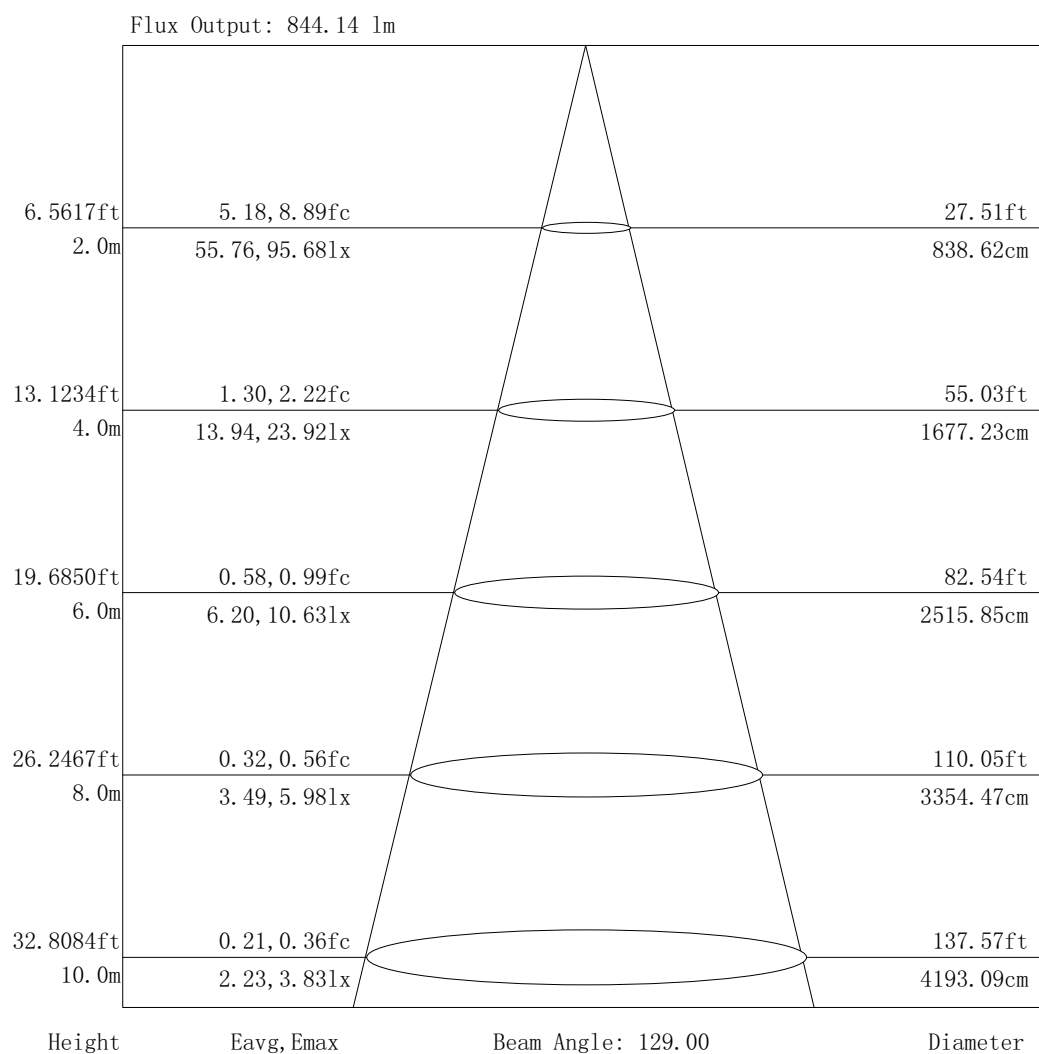 Flux Output: 844.14 lm
6.5617ft 5.18,8.89fc 27.51ft
2.0m 55.76,95.68lx 838.62cm
13.1234ft 1.30,2.22fc 55.03ft
4.0m 13.94,23.92lx 1677.23cm
19.6850ft 0.58,0.99fc 82.54ft
6.0m 6.20,10.63lx 2515.85cm
26.2467ft 0.32,0.56fc 110.05ft
8.0m 3.49,5.98lx 3354.47cm
32.8084ft 0.21,0.36fc 137.57ft
10.0m 2.23,3.83lx 4193.09cm
Height Eavg,Emax Beam Angle: 129.00 Diameter